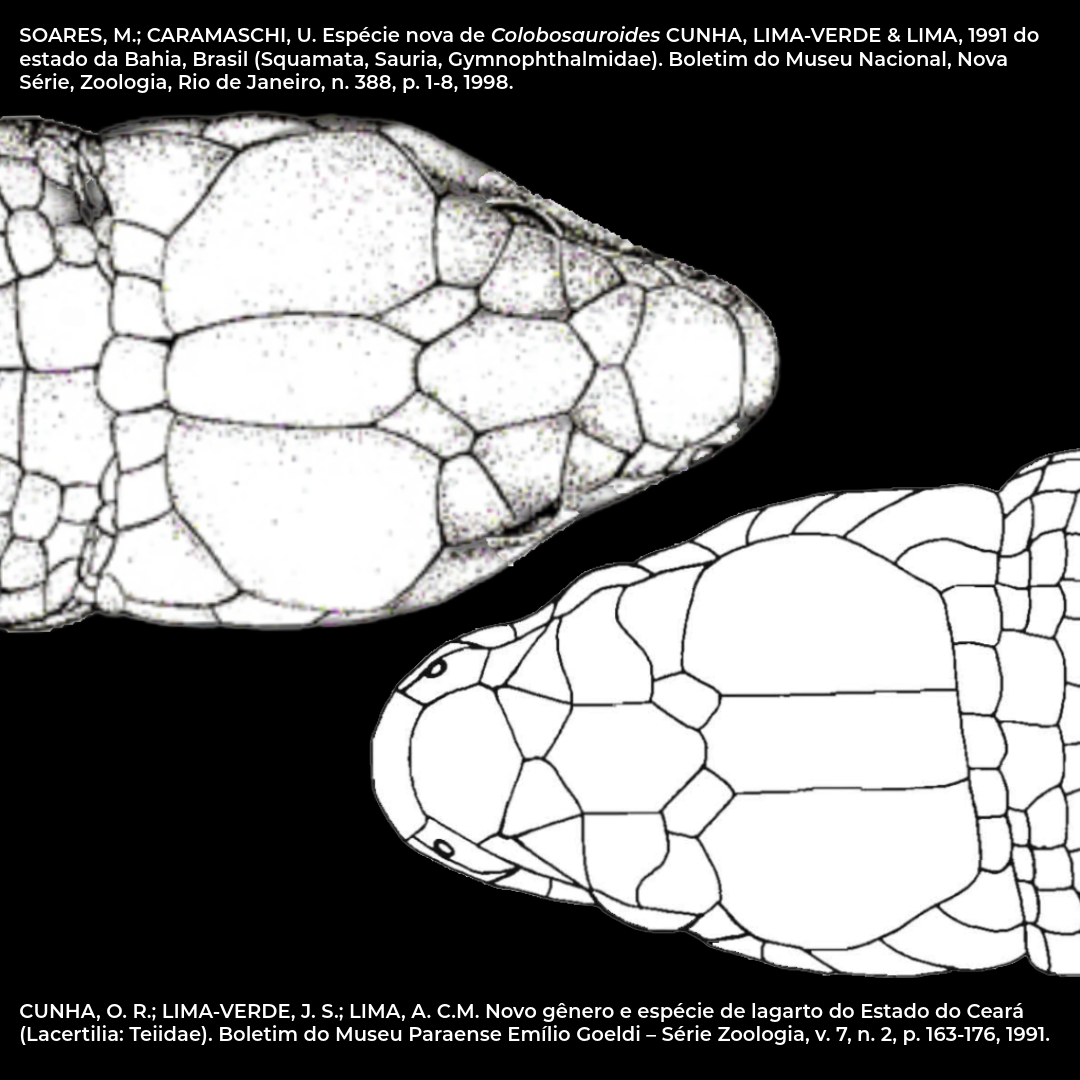 SOARES, M.; CARAMASCHI, U. Espécie nova de Colobosauroides CUNHA, LIMA-VERDE & LIMA, 1991 do
estado da Bahia, Brasil (Squamata, Sauria, Gymnophthalmidae). Boletim do Museu Nacional, Nova
Série, Zoologia, Rio de Janeiro, n. 388, p. 1-8, 1998.
CUNHA, O. R.; LIMA-VERDE, J. S.; LIMA, A. C.M. Novo gênero e espécie de lagarto do Estado do Ceará
(Lacertilia: Teiidae). Boletim do Museu Paraense Emílio Goeldi – Série Zoologia, v. 7, n. 2, p. 163-176, 1991.